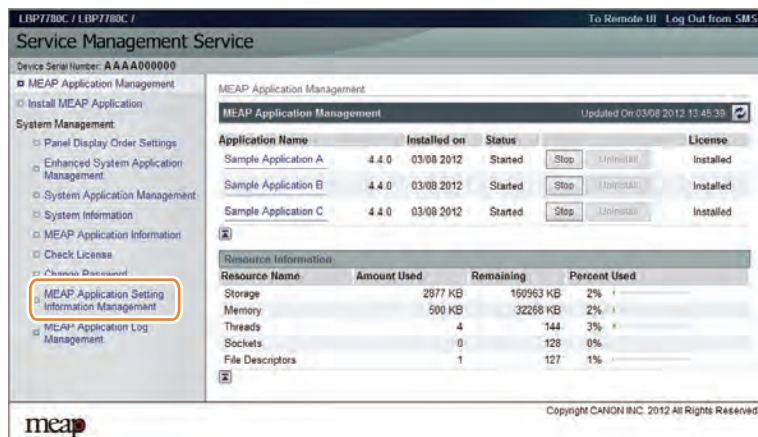 LBP7780C / LBP7780C /
To Remote UI Log Out from SMS
Service Management Service
Device Serial Number: AAAA000000
MEAP Application Management
Install MEAP Application
System Management
Panel Display Order Settings
Enhanced System Application
Management
System Application Management
System Information
MEAP Application Information
Check License
Change Password
MEAP Application Setting
Information Management
MEAP Application Log
Management
MEAP Application Management
MEAP Application Management Updated On:03/08 2012 13:45:39
Application Name Installed on Status License
Sample Application A 4.4.0 03/08 2012 Started Stop Uninstall Installed
Sample Application B 4.4.0 03/08 2012 Started Stop Uninstall Installed
Sample Application C 4.4.0 03/08 2012 Started Stop Uninstall Installed
Resource Information
Resource Name Amount Used Remaining Percent Used
Storage 2877 KB 160963 KB 2%
Memory 500 KB 32268 KB 2%
Threads 4 144 3%
Sockets 0 128 0%
File Descriptors 1 127 1%
Copyright CANON INC. 2012 All Rights Reserved
meap